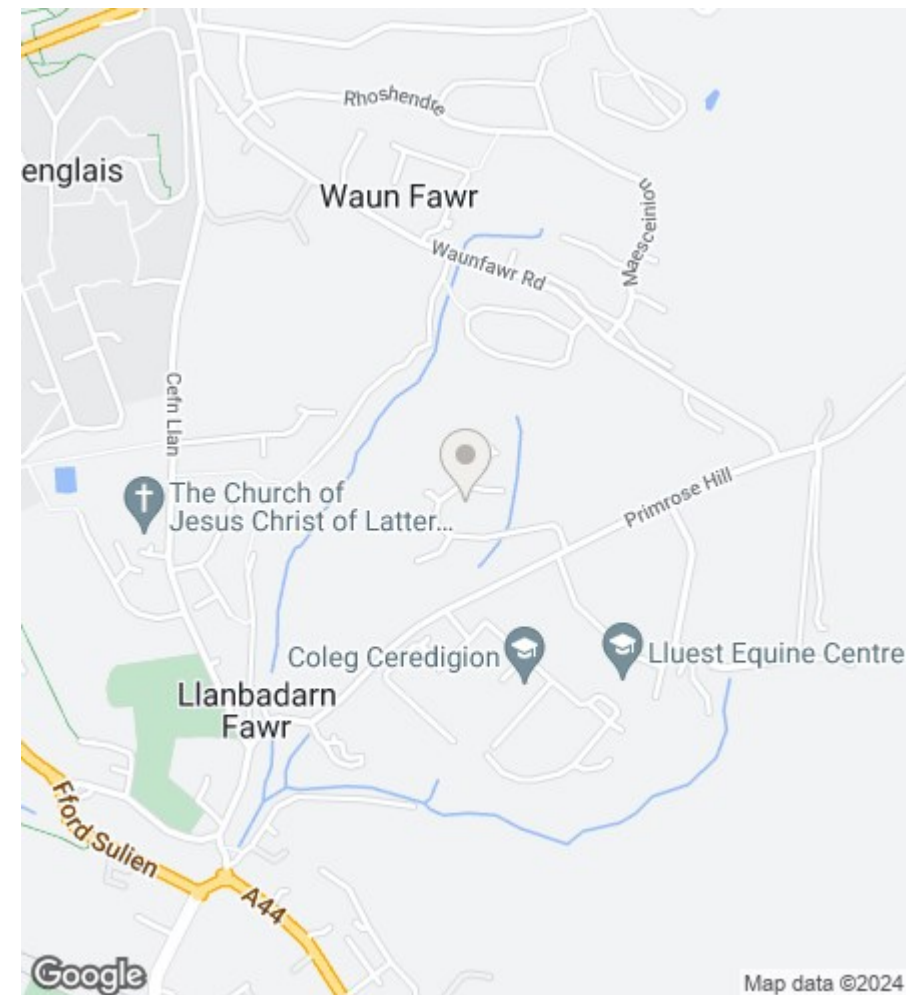 Rhoshendre
englais
Waun Fawr
Maesceinion
Waunfawr Rd
Cefn Llan
The Church of
Jesus Christ of Latter...
Primrose Hill
Coleg Ceredigion
Lluest Equine Centre
Llanbadarn
Fawr
Fford Sulien
A44
Google
Map data ©2024